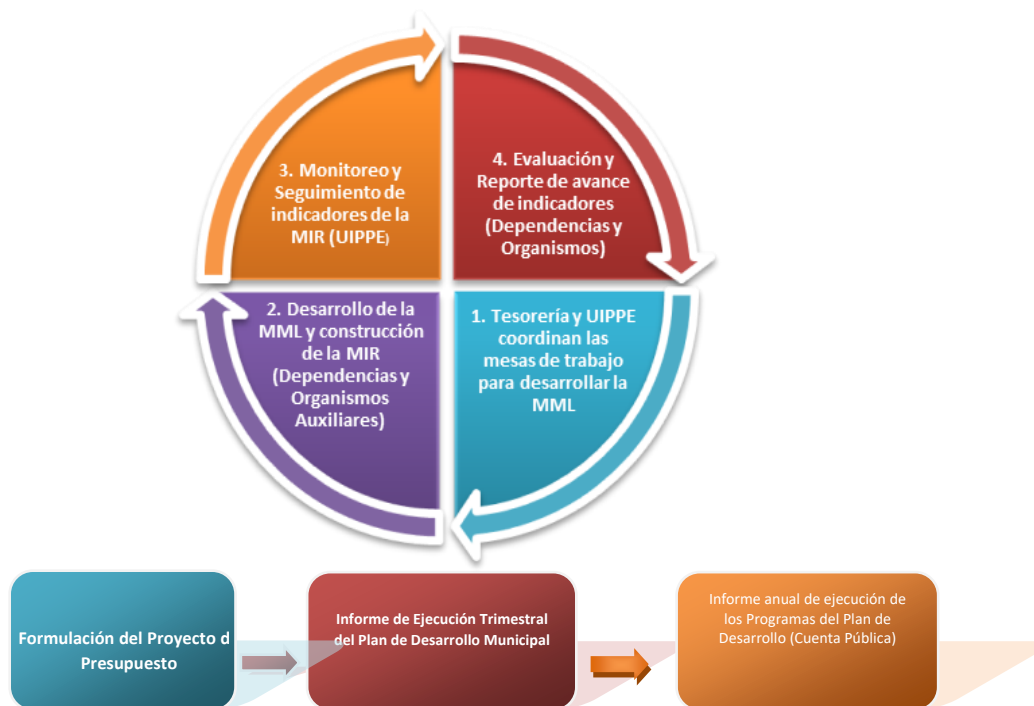 3. Monitoreo y
Seguimiento de
indicadores de la
MIR (UIPPE)
4. Evaluación y
Reporte de avance
de indicadores
(Dependencias y
Organismos)
2. Desarrollo de la
MML y construcción
de la MIR
(Dependencias y
Organismos
Auxiliares)
1. Tesorería y UIPPE
coordinan las
mesas de trabajo
para desarrollar la
MML
Formulación del Proyecto d
Presupuesto
Informe de Ejecución Trimestral
del Plan de Desarrollo Municipal
Informe anual de ejecución de
los Programas del Plan de
Desarrollo (Cuenta Pública)